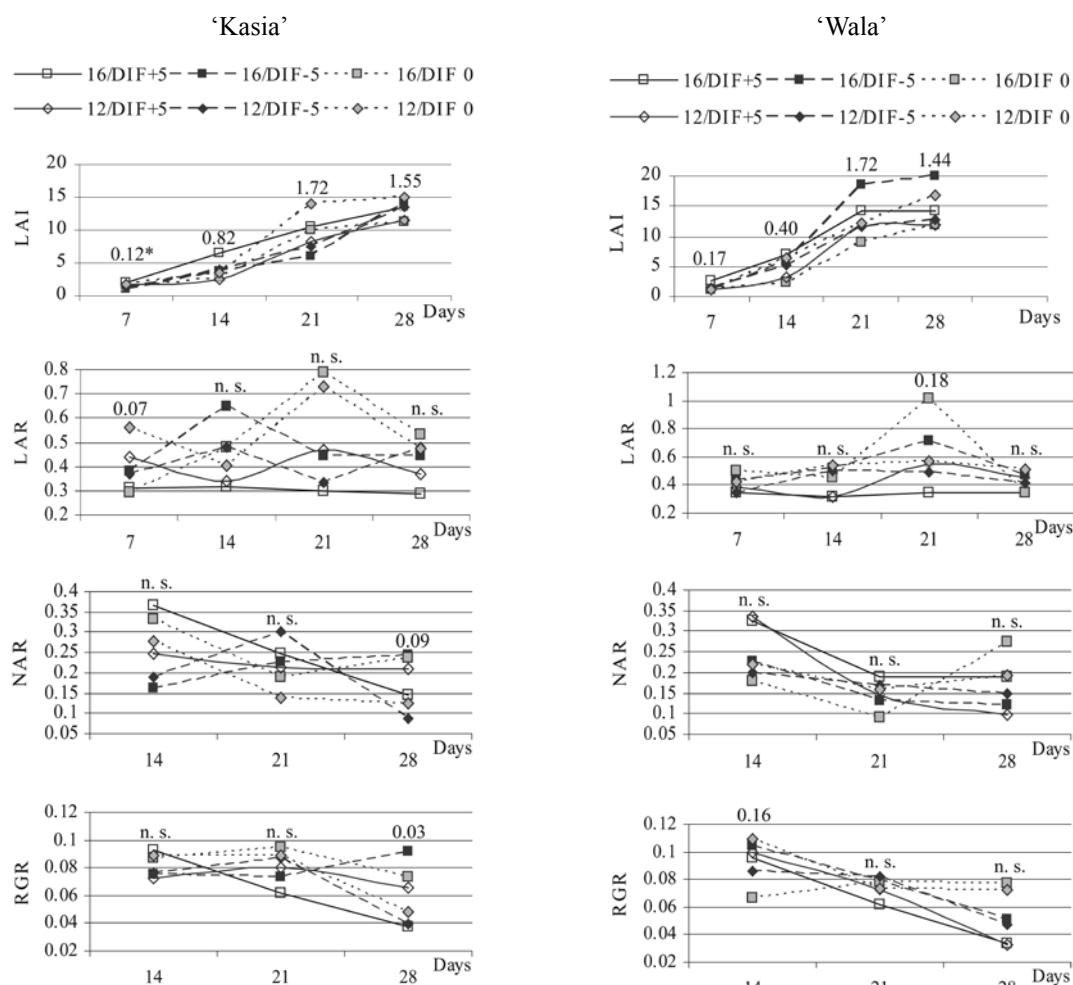 ‘Kasia’
16/DIF+5 16/DIF-5 16/DIF 0
12/DIF+5 12/DIF-5 12/DIF 0
LAI
20
15
10
5
0
0.12*
0.82
1.72
1.55
7 14 21 28 Days
LAR
0.8
0.7
0.6
0.5
0.4
0.3
0.2
0.07
n. s.
n. s.
n. s.
7 14 21 28
NAR
0.4
0.35
0.3
0.25
0.2
0.15
0.1
0.05
n. s.
n. s.
0.09
14 21 28 Days
RGR
0.12
0.1
0.08
0.06
0.04
0.02
n. s.
n. s.
0.03
14 21 28
‘Wala’
16/DIF+5 16/DIF-5 16/DIF 0
12/DIF+5 12/DIF-5 12/DIF 0
LAI
20
15
10
5
0
0.17
0.40
1.72
1.44
7 14 21 28 Days
LAR
1.2
1
0.8
0.6
0.4
0.2
n. s.
n. s.
0.18
n. s.
7 14 21 28
NAR
0.4
0.35
0.3
0.25
0.2
0.15
0.1
0.05
n. s.
n. s.
n. s.
14 21 28 Days
RGR
0.12
0.1
0.08
0.06
0.04
0.02
0.16
n. s.
n. s.